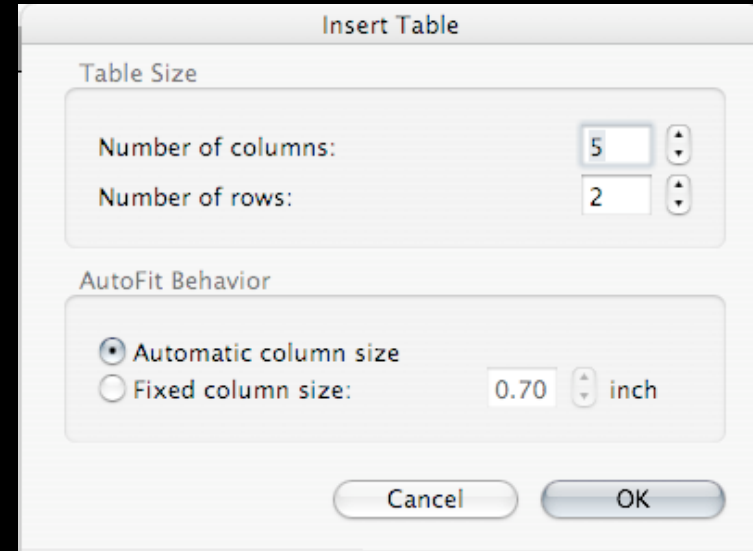 Insert Table
Table Size
Number of columns: 5
Number of rows: 2
AutoFit Behavior
Automatic column size
Fixed column size: 0.70 inch
Cancel OK